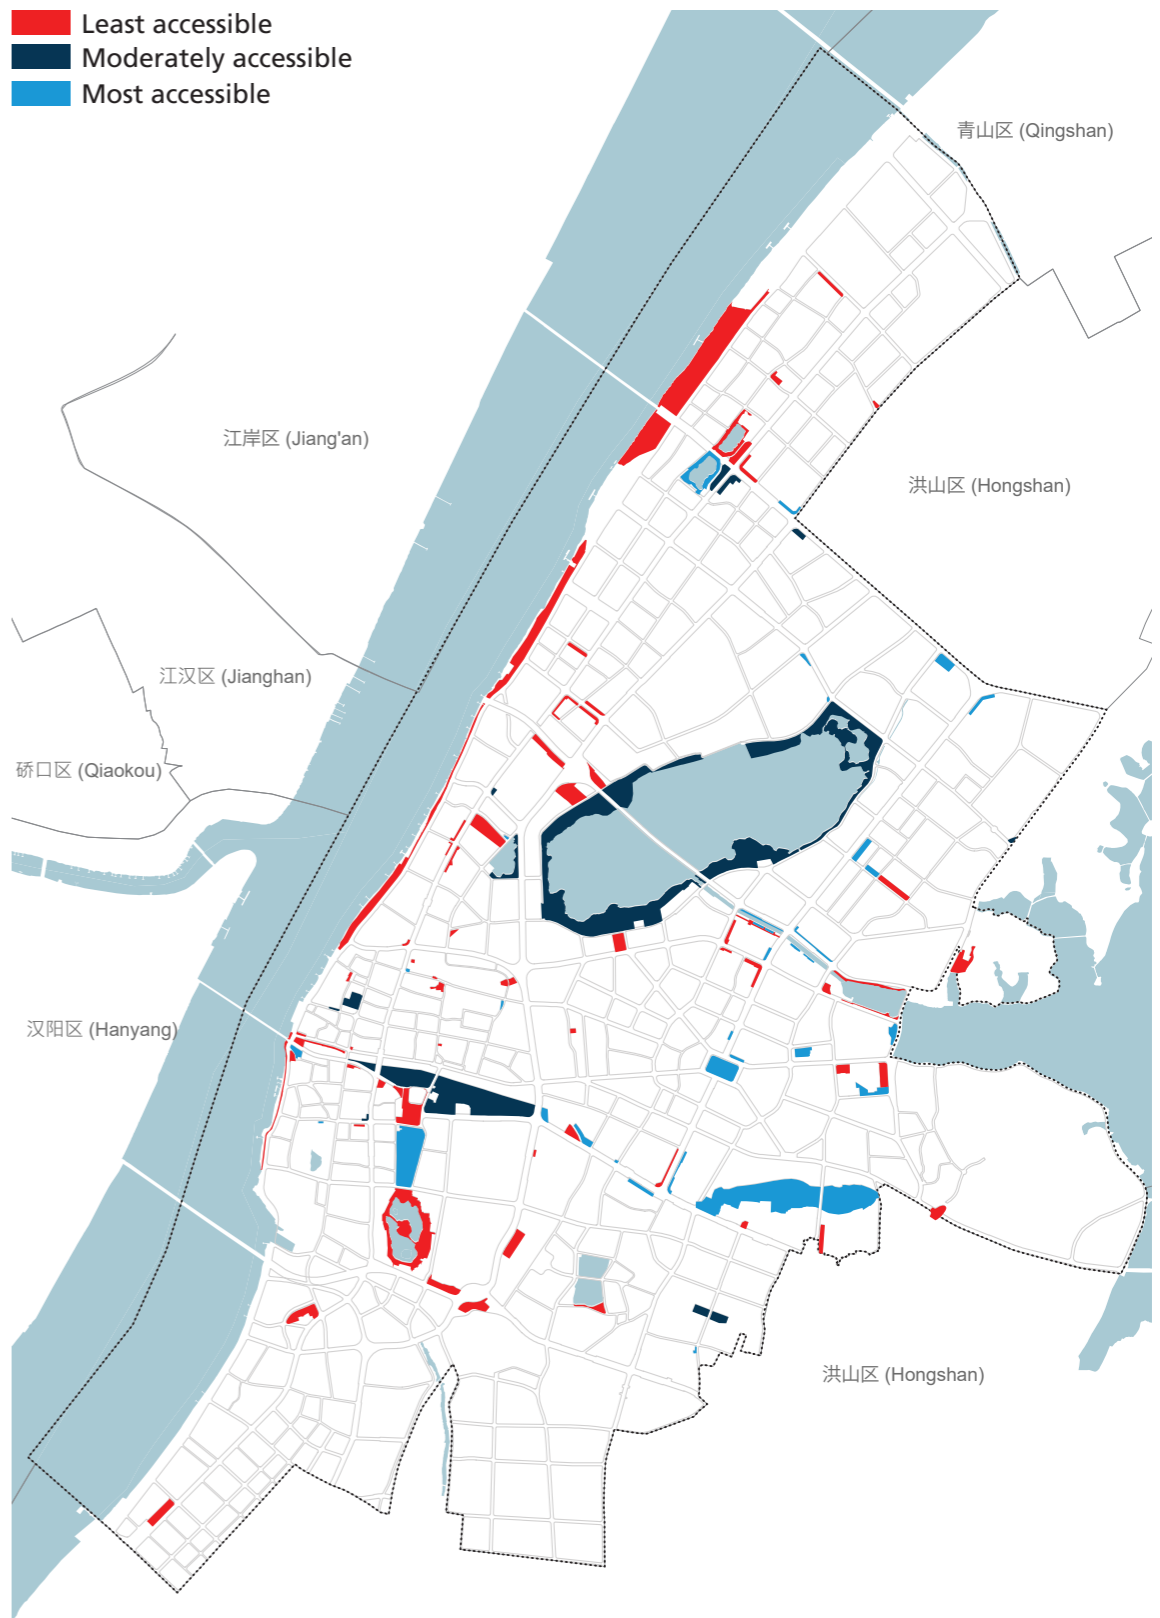 Least accessible
Moderately accessible
Most accessible
青山区 (Qingshan)
江岸区 (Jiang'an)
洪山区 (Hongshan)
江汉区 (Jianghan)
硚口区 (Qiaokou)
汉阳区 (Hanyang)
洪山区 (Hongshan)